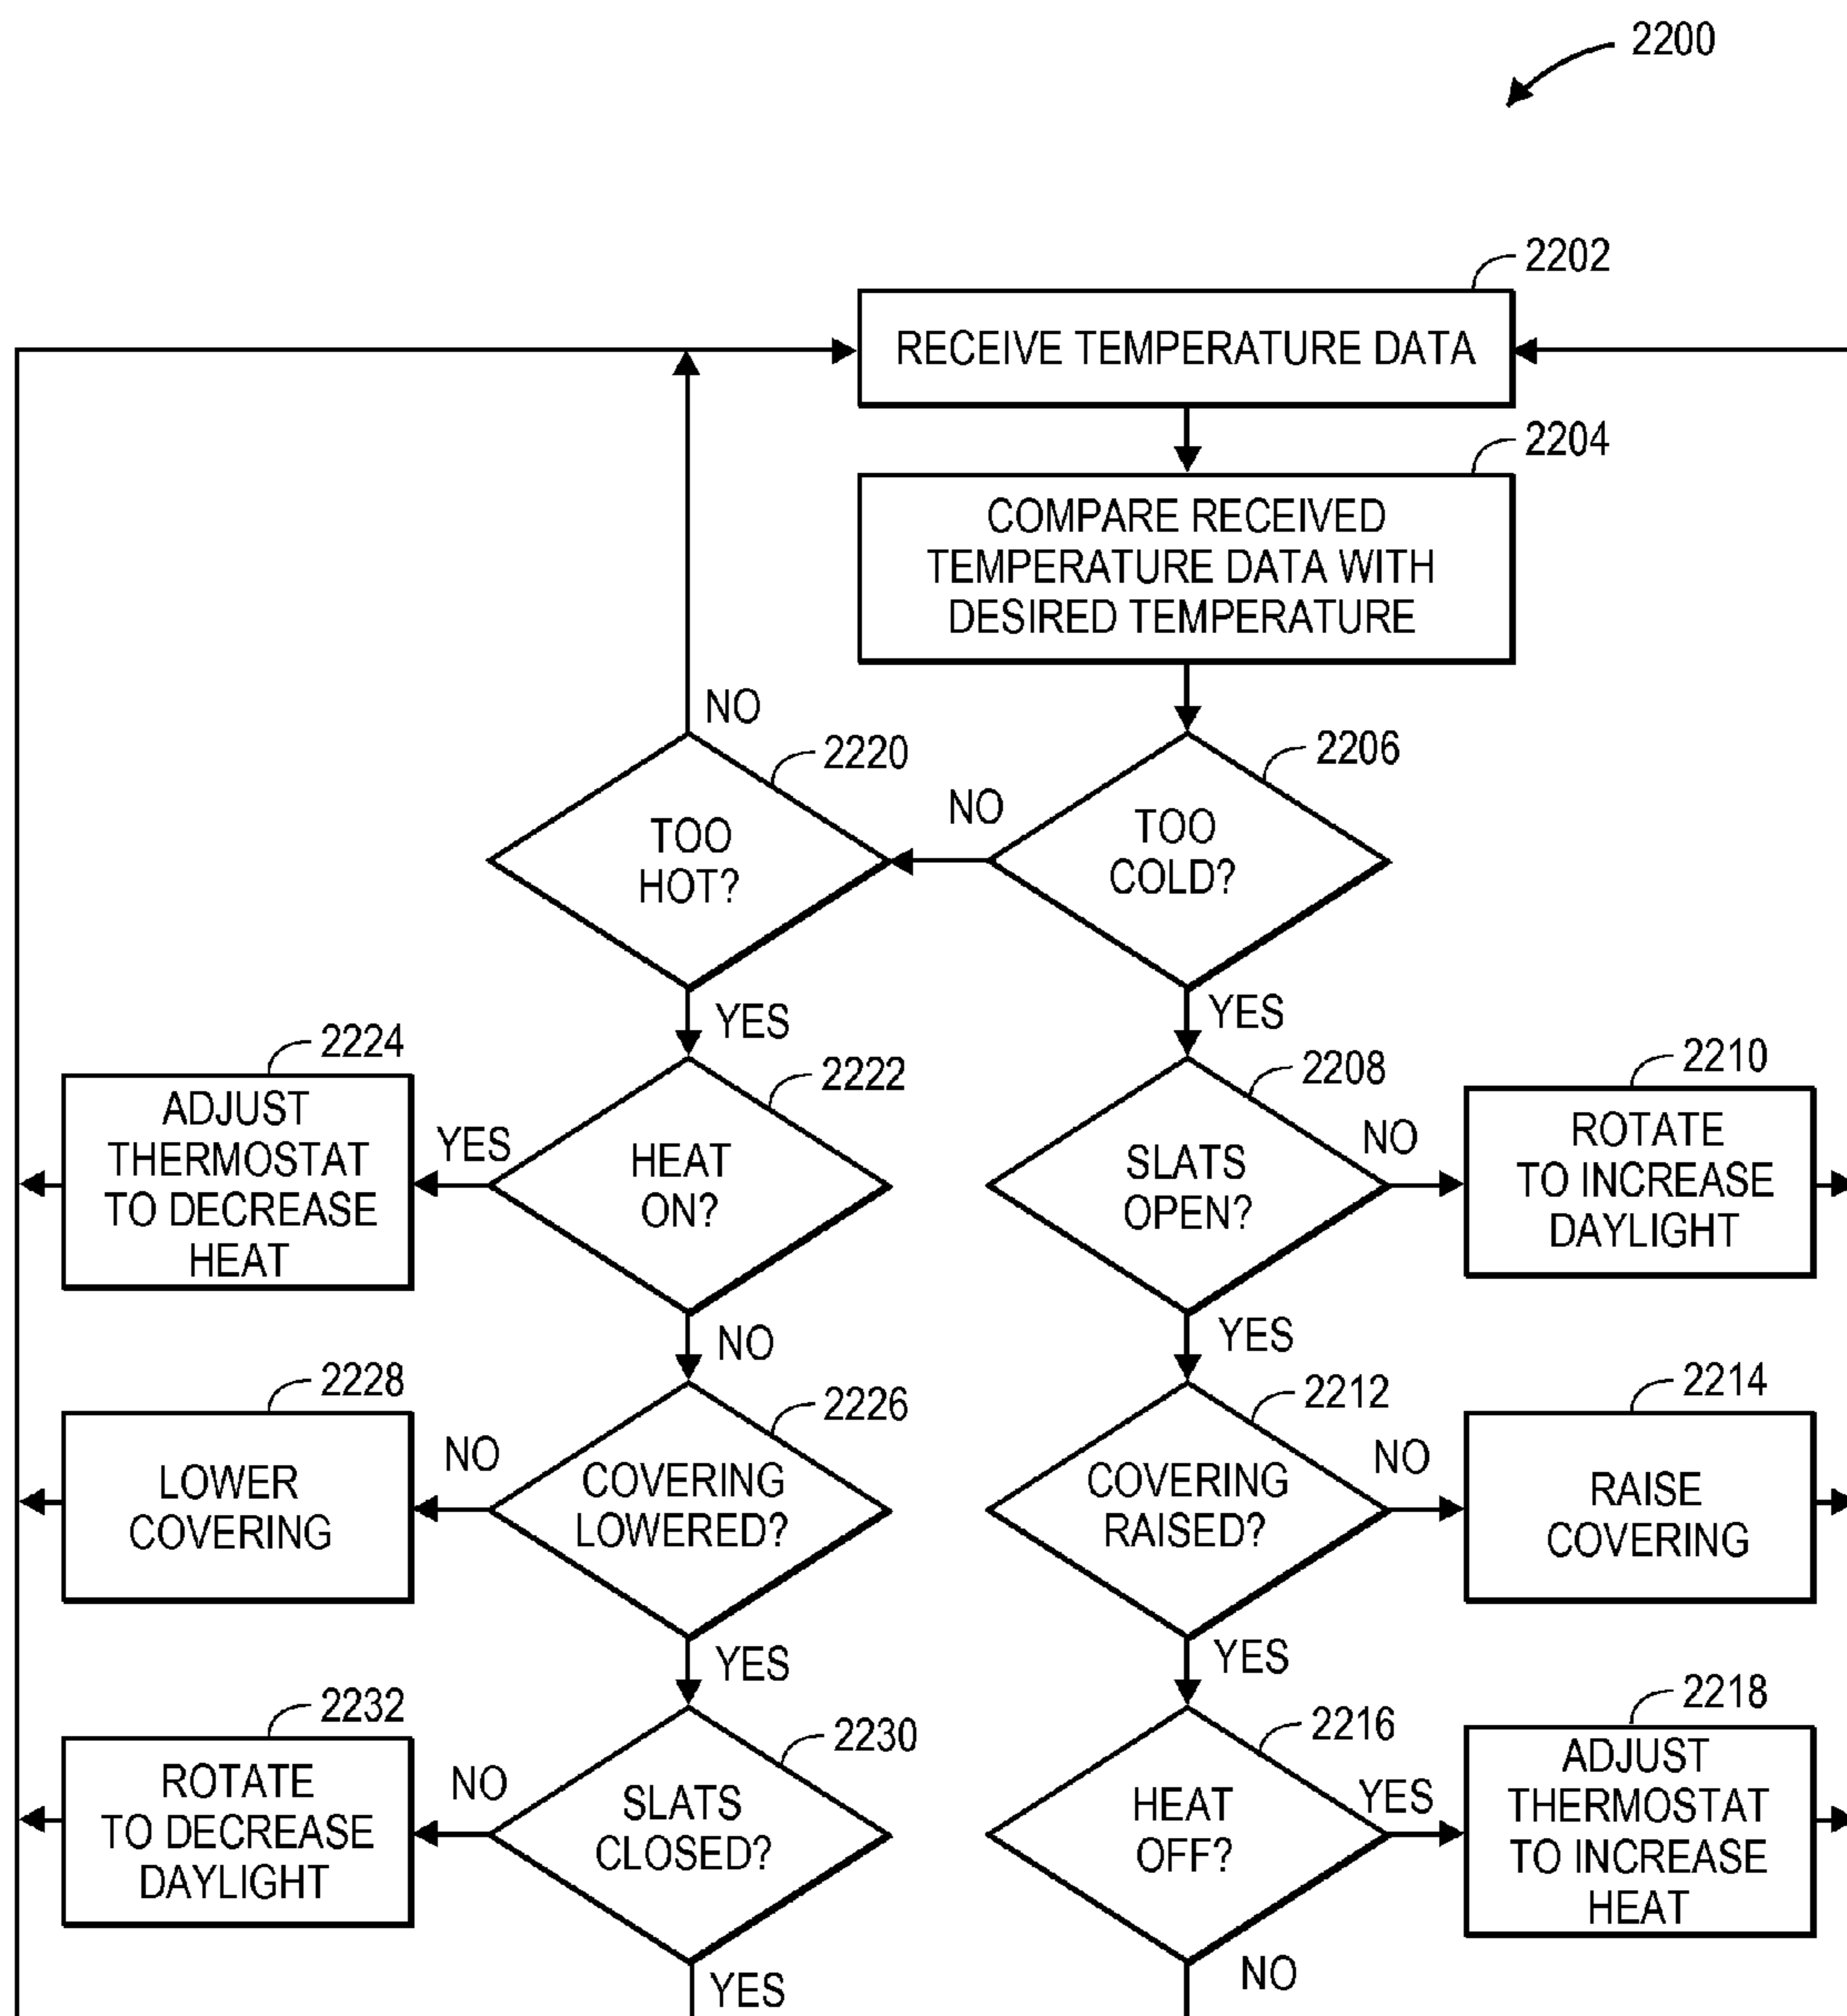 2200
2202
RECEIVE TEMPERATURE DATA
2204
COMPARE RECEIVED
TEMPERATURE DATA WITH
DESIRED TEMPERATURE
NO
2220
TOO
HOT?
NO
2206
TOO
COLD?
YES
YES
2224
ADJUST
THERMOSTAT
TO DECREASE
HEAT
YES
2222
HEAT
ON?
2208
SLATS
OPEN?
NO
2210
ROTATE
TO INCREASE
DAYLIGHT
NO
YES
2228
LOWER
COVERING
NO
2226
COVERING
LOWERED?
2212
COVERING
RAISED?
NO
2214
RAISE
COVERING
YES
YES
2232
ROTATE
TO DECREASE
DAYLIGHT
NO
2230
SLATS
CLOSED?
2216
HEAT
OFF?
YES
2218
ADJUST
THERMOSTAT
TO INCREASE
HEAT
YES
NO